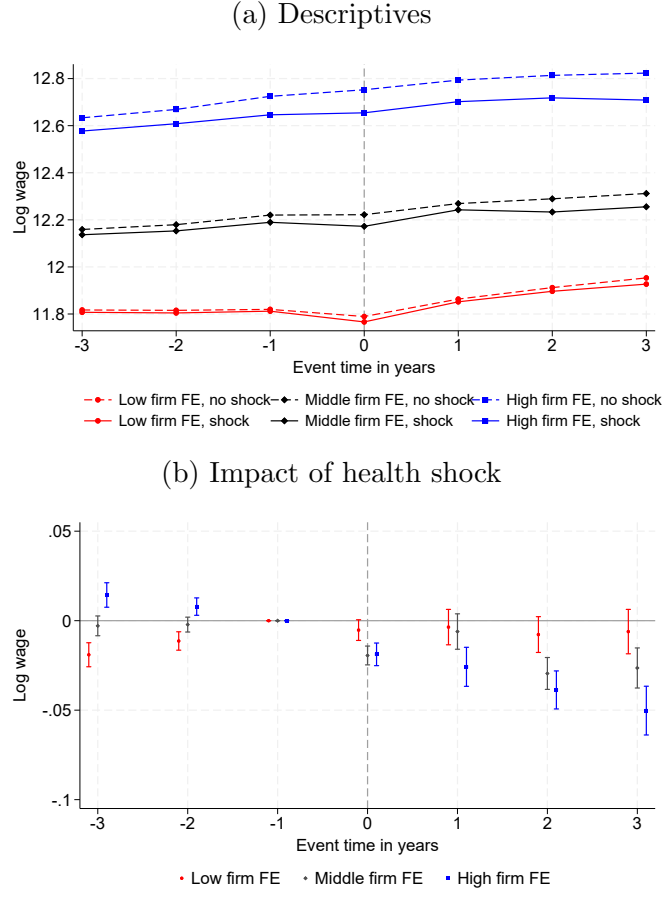 (a) Descriptives
12.8
12.6
12.2
12
11.8
Log wage
-3 -2 -1 0 1 2 3
Event time in years
Low firm FE, no shock Middle firm FE, no shock High firm FE, no shock
Low firm FE, shock Middle firm FE, shock High firm FE, shock
(b) Impact of health shock
.05
0
-.05
-.1
Log wage
-3 -2 -1 0 1 2 3
Event time in years
Low firm FE Middle firm FE High firm FE